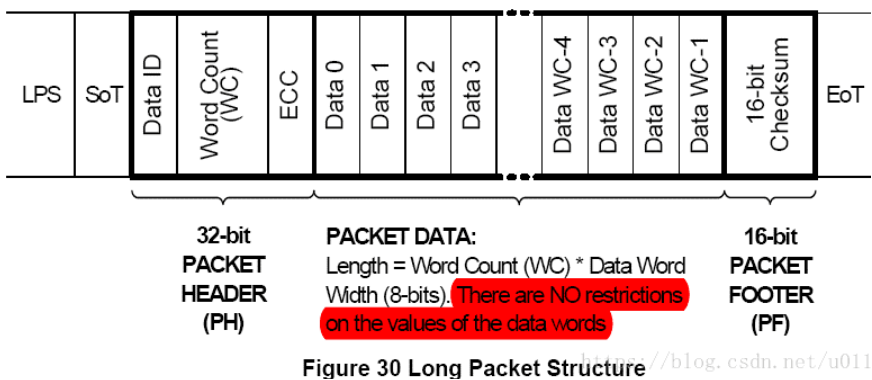 LPS
SoT
Data ID
Word Count
(WC)
ECC
Data 0
Data 1
Data 2
Data 3
Data WC-4
Data WC-3
Data WC-2
Data WC-1
16-bit
Checksum
EoT
32-bit
PACKET
HEADER
(PH)
PACKET DATA:
Length = Word Count (WC) * Data Word
Width (8-bits). There are NO restrictions
on the values of the data words
16-bit
PACKET
FOOTER
(PF)
Figure 30 Long Packet Structure
https://blog.csdn.net/u011